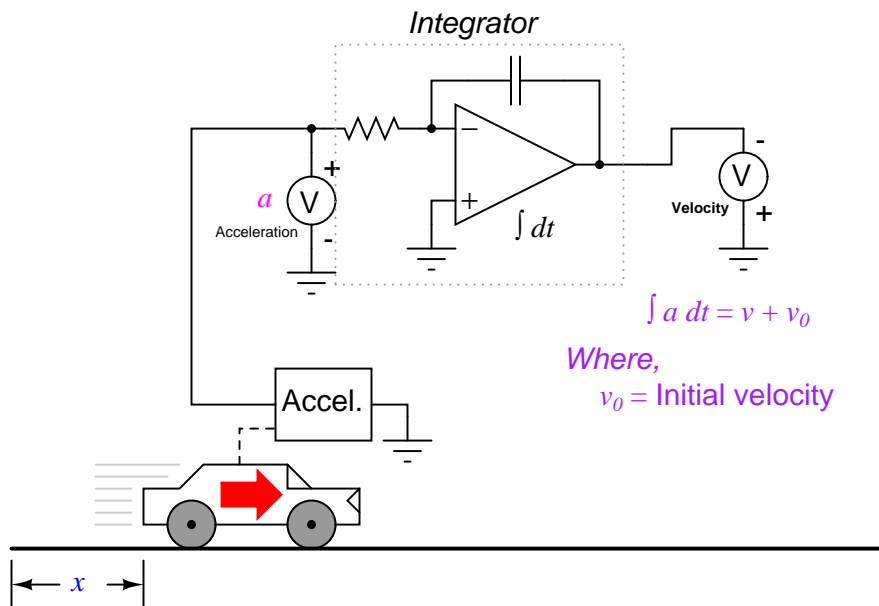 Integrator
−
+
∫ dt
a
V
+
-
Acceleration
V
-
+
Velocity
∫ a dt = v + v₀
Where,
v₀ = Initial velocity
Accel.
x